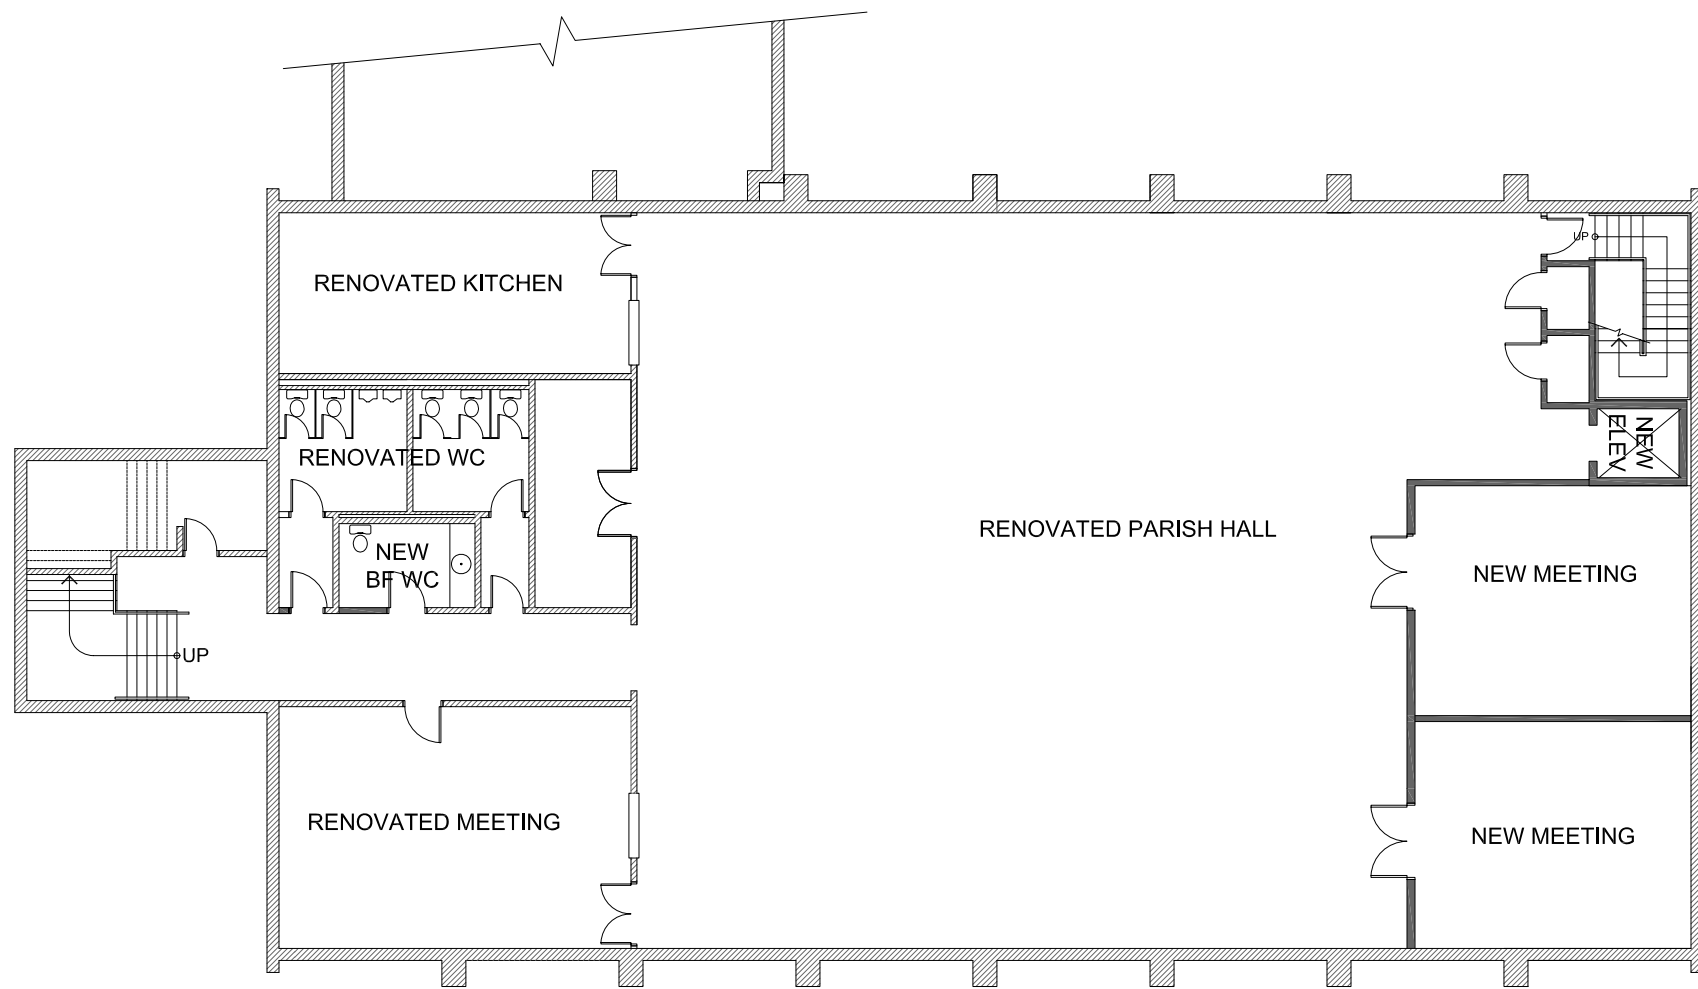 UP
RENOVATED KITCHEN
NEW
ELEV
RENOVATED WC
RENOVATED PARISH HALL
NEW
BF WC
NEW MEETING
UP
RENOVATED MEETING
NEW MEETING